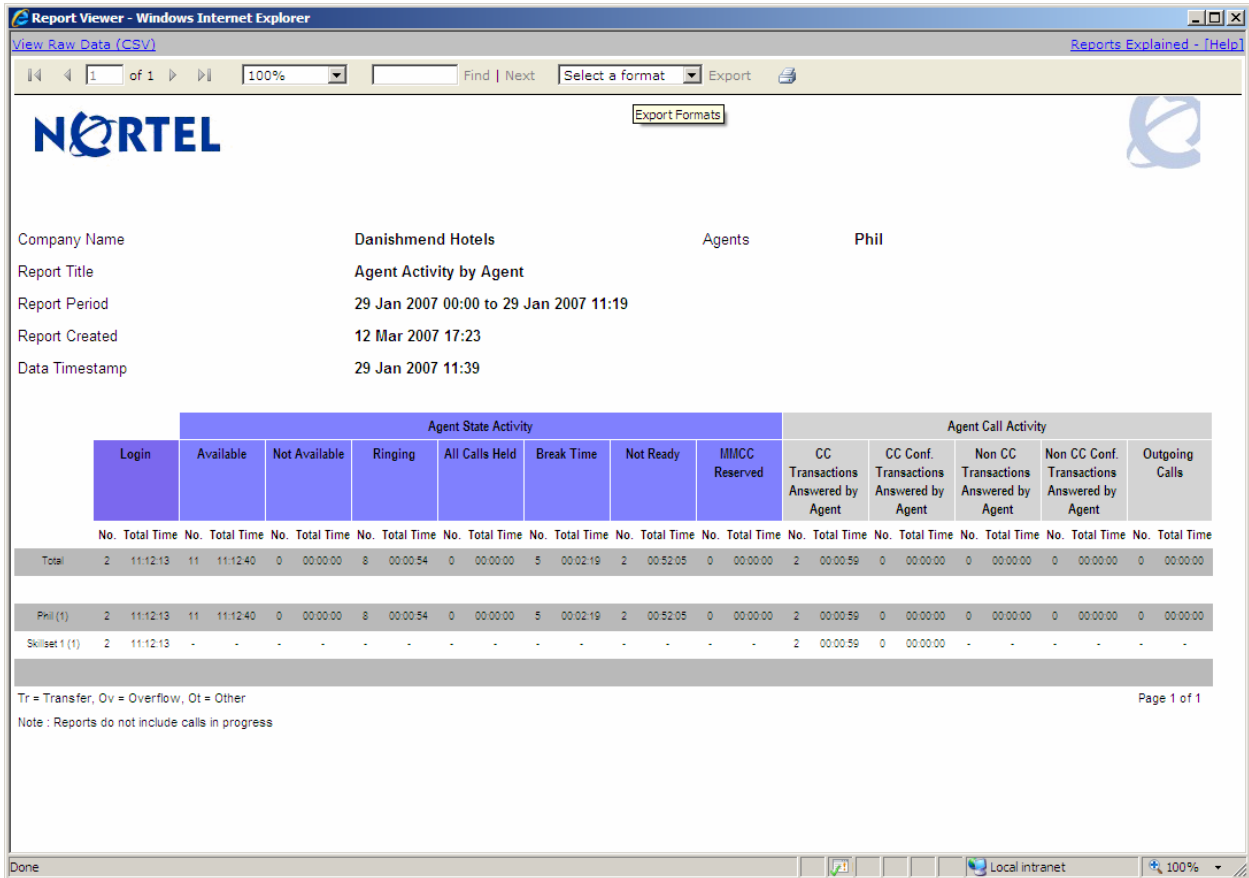 Report Viewer - Windows Internet Explorer
View Raw Data (CSV) Reports Explained - [Help]
1 of 1 100% Find | Next Select a format Export
Export Formats
NORTEL
Company Name Danishmend Hotels Agents Phil
Report Title Agent Activity by Agent
Report Period 29 Jan 2007 00:00 to 29 Jan 2007 11:19
Report Created 12 Mar 2007 17:23
Data Timestamp 29 Jan 2007 11:39
Agent State Activity Agent Call Activity
Login Available Not Available Ringing All Calls Held Break Time Not Ready MMCC Reserved CC Transactions Answered by Agent CC Conf. Transactions Answered by Agent Non CC Transactions Answered by Agent Non CC Conf. Transactions Answered by Agent Outgoing Calls
No. Total Time No. Total Time No. Total Time No. Total Time No. Total Time No. Total Time No. Total Time No. Total Time No. Total Time No. Total Time No. Total Time No. Total Time No. Total Time
Total 2 11:12:13 11 11:12:40 0 00:00:00 8 00:00:54 0 00:00:00 5 00:02:19 2 00:52:05 0 00:00:00 2 00:00:59 0 00:00:00 0 00:00:00 0 00:00:00 0 00:00:00
Phil (1) 2 11:12:13 11 11:12:40 0 00:00:00 8 00:00:54 0 00:00:00 5 00:02:19 2 00:52:05 0 00:00:00 2 00:00:59 0 00:00:00 0 00:00:00 0 00:00:00 0 00:00:00
Skillset 1 (1) 2 11:12:13 - - - - - - - - - - - - - - 2 00:00:59 0 00:00:00 - - - - - -
Tr = Transfer, Ov = Overflow, Ot = Other Page 1 of 1
Note : Reports do not include calls in progress
Done Local intranet 100%